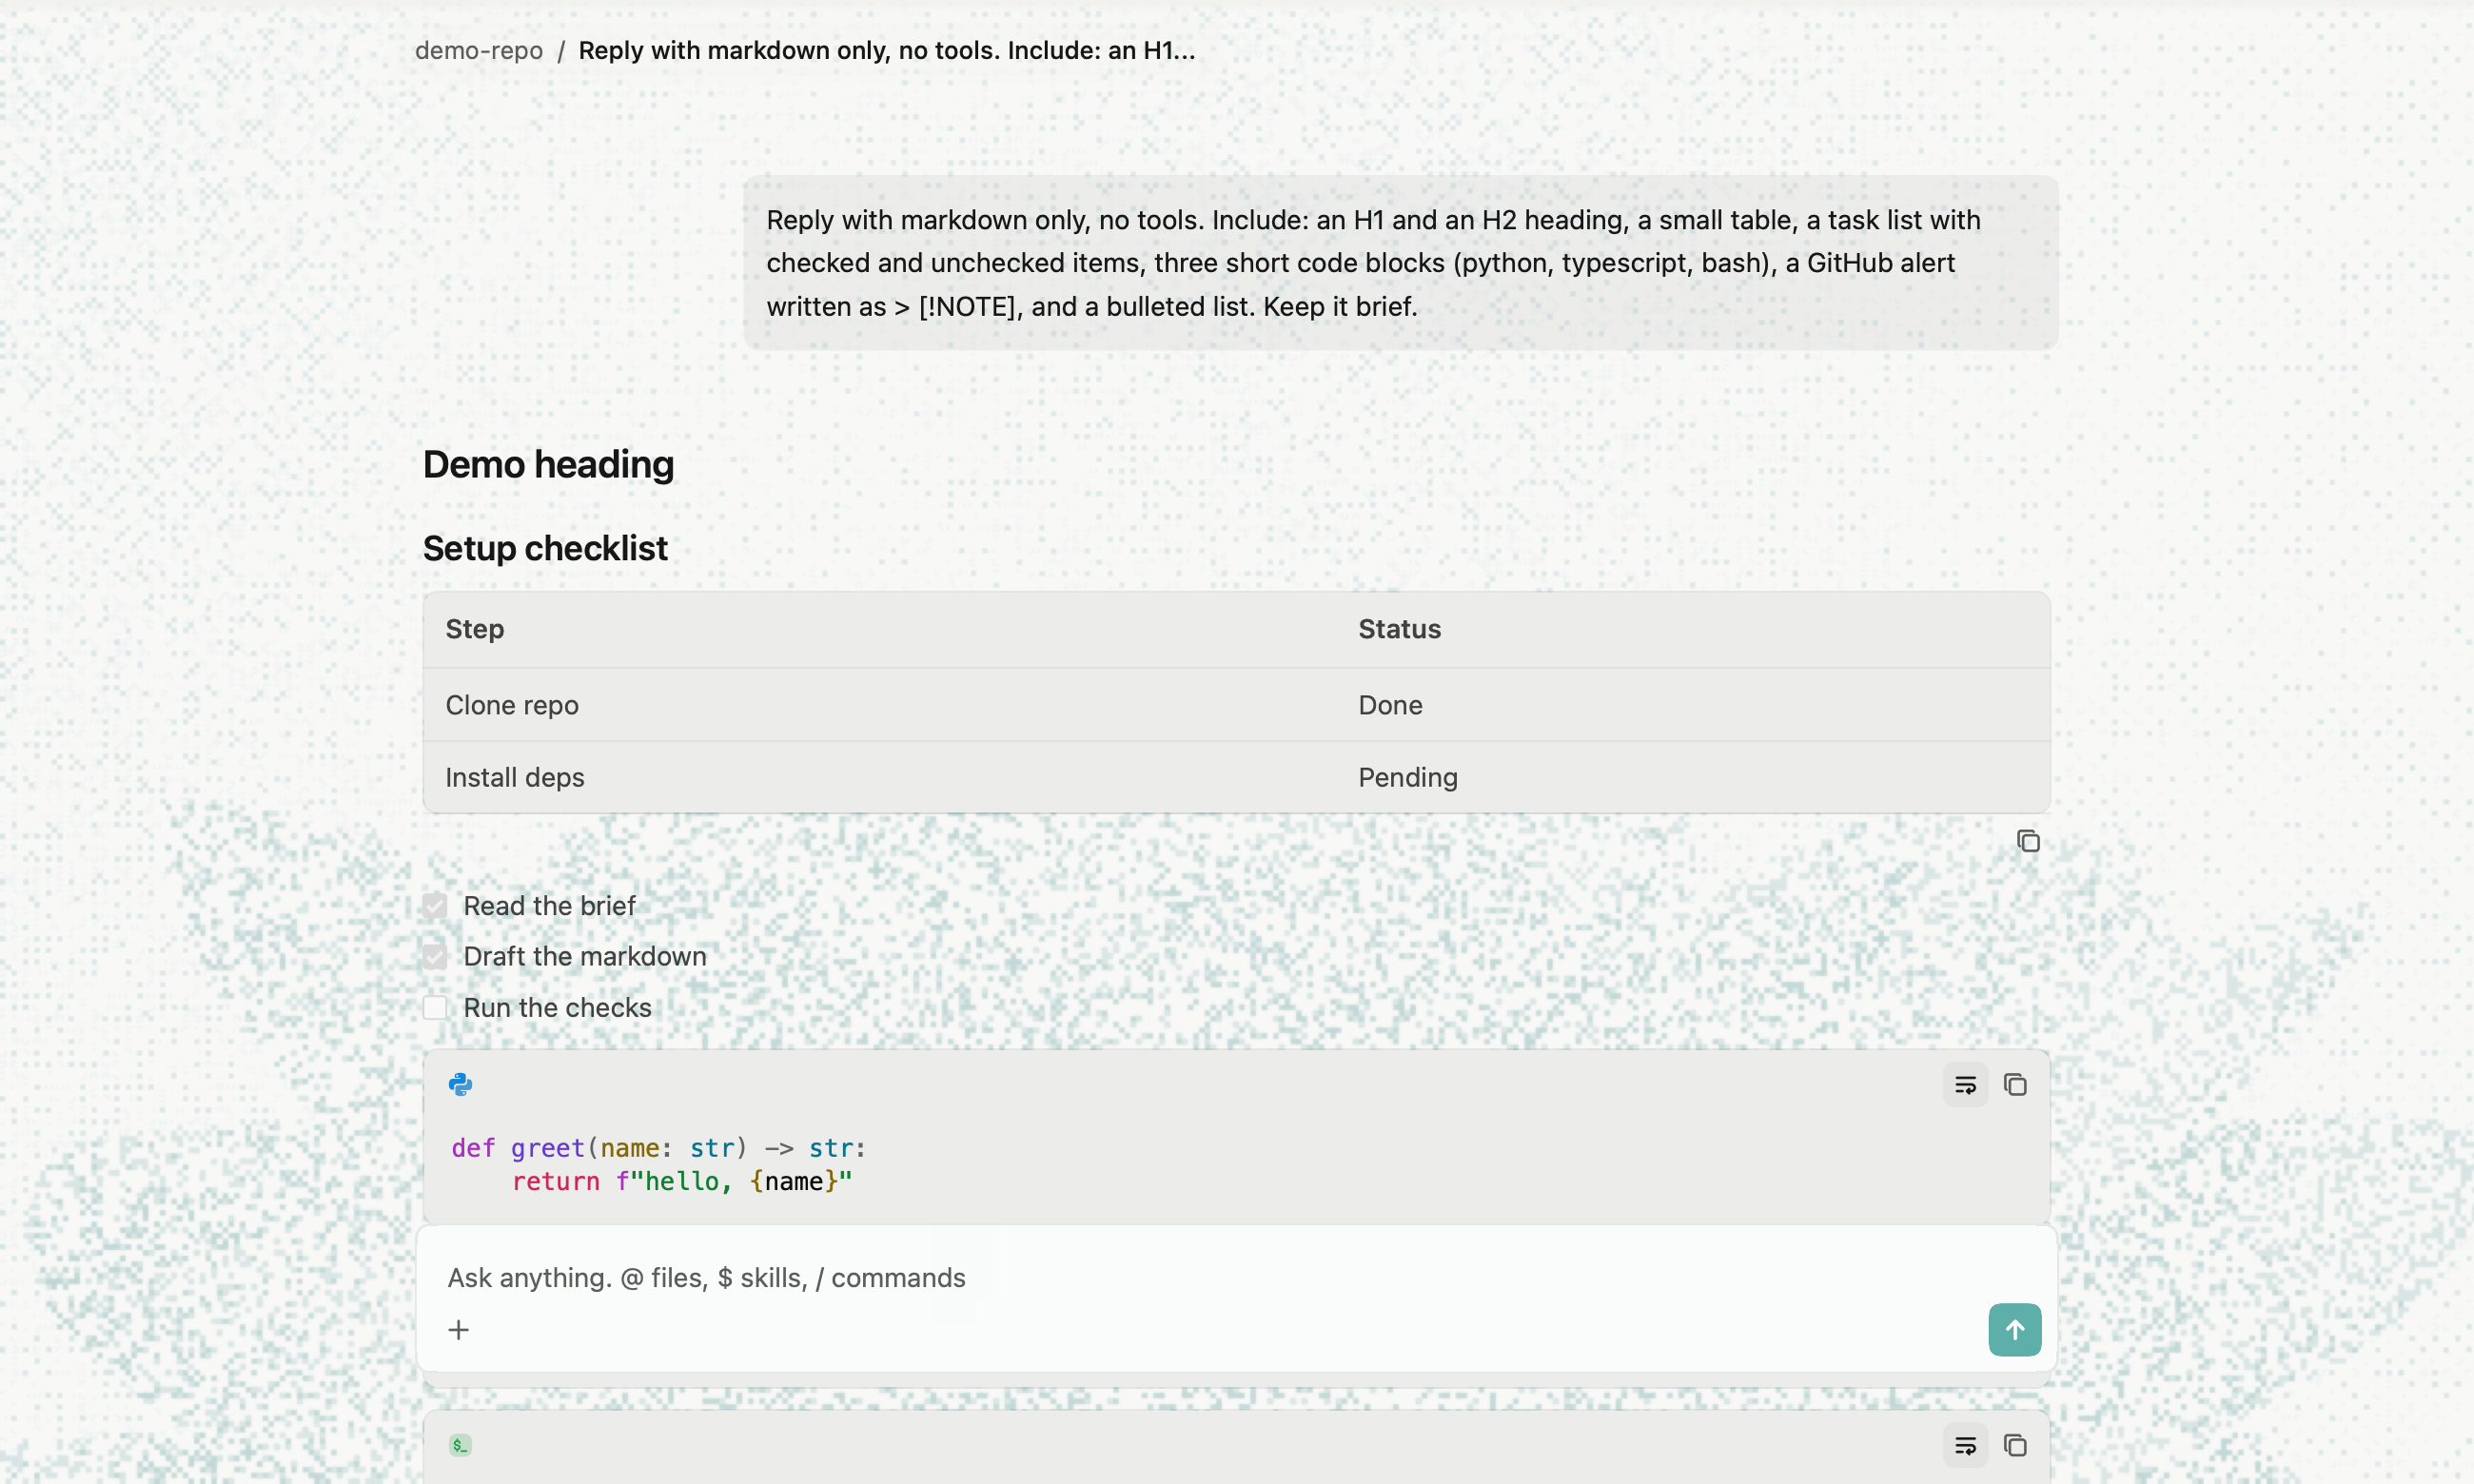 demo-repo / Reply with markdown only, no tools. Include: an H1...
Reply with markdown only, no tools. Include: an H1 and an H2 heading, a small table, a task list with
checked and unchecked items, three short code blocks (python, typescript, bash), a GitHub alert
written as > [!NOTE], and a bulleted list. Keep it brief.
Demo heading
Setup checklist
Step Status
Clone repo Done
Install deps Pending
Read the brief
Draft the markdown
Run the checks
def greet(name: str) -> str:
    return f"hello, {name}"
Ask anything. @ files, $ skills, / commands
$_